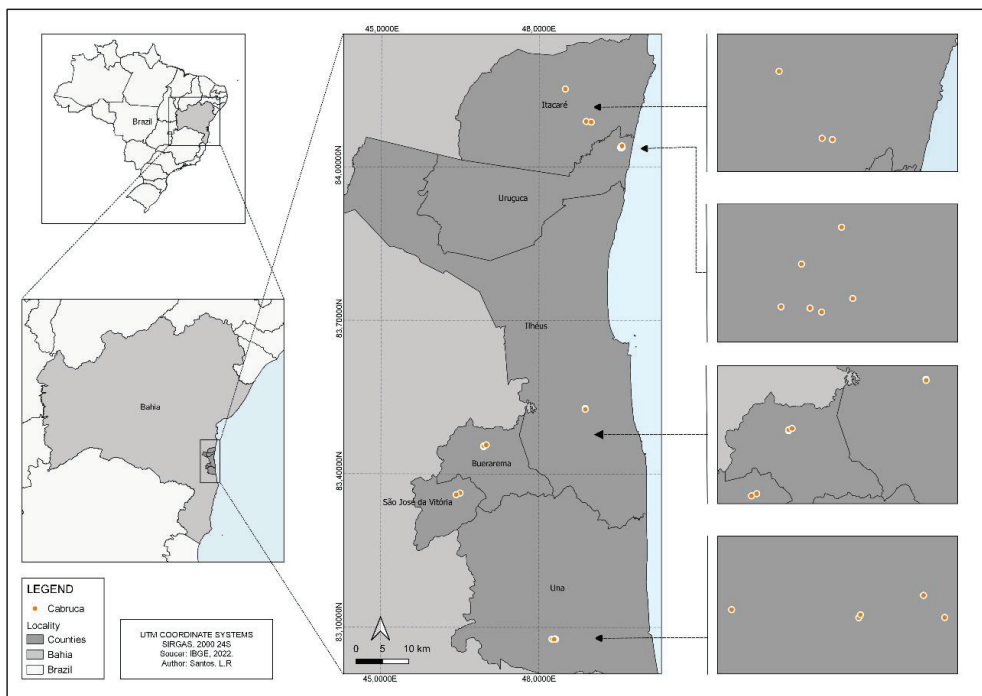 Brazil
Bahia
LEGEND
Cabruca
Locality
Counties
Bahia
Brazil
UTM COORDINATE SYSTEMS
SIRGAS, 2000 24S
Soucer: IBGE, 2022.
Author: Santos, L.R
45,0000E
48,0000E
84,00000N
83,70000N
83,40000N
83,10000N
Itacaré
Uruçuca
Ilhéus
Buerarema
São José da Vitória
Una
0 5 10 km
45,0000E
48,0000E